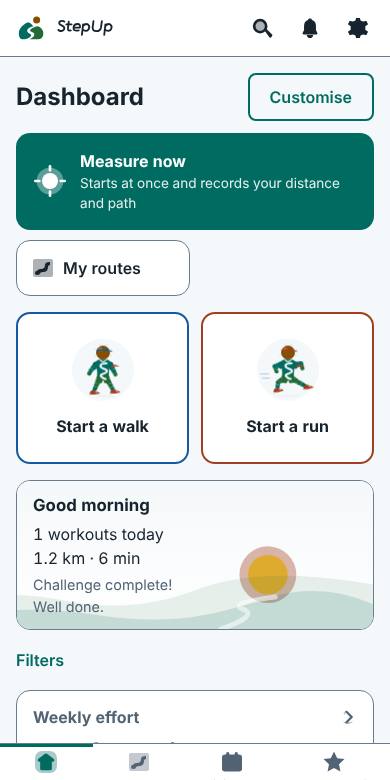 StepUp
Dashboard
Customise
Measure now
Starts at once and records your distance
and path
My routes
Start a walk
Start a run
Good morning
1 workouts today
1.2 km · 6 min
Challenge complete!
Well done.
Filters
Weekly effort